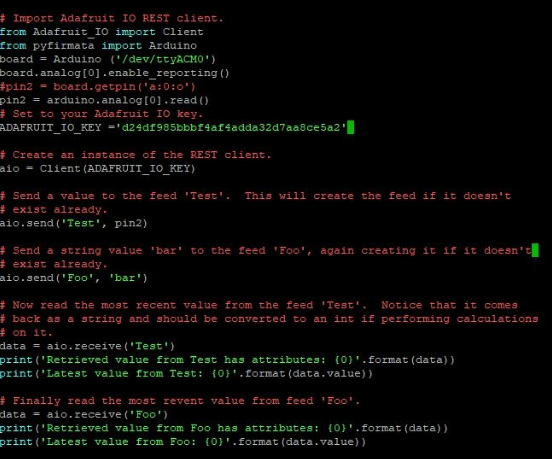 # Import Adafruit IO REST client.
from Adafruit_IO import Client
from pyfirmata import Arduino
board = Arduino ('/dev/ttyACM0')
board.analog[0].enable_reporting()
#pin2 = board.getpin('a:0:o')
pin2 = arduino.analog[0].read()
# Set to your Adafruit IO key.
ADAFRUIT_IO_KEY ='d24df985bbbf4af4adda32d7aa8ce5a2'
# Create an instance of the REST client.
aio = Client(ADAFRUIT_IO_KEY)
# Send a value to the feed 'Test'.  This will create the feed if it doesn't
# exist already.
aio.send('Test', pin2)
# Send a string value 'bar' to the feed 'Foo', again creating it if it doesn't
# exist already.
aio.send('Foo', 'bar')
# Now read the most recent value from the feed 'Test'.  Notice that it comes
# back as a string and should be converted to an int if performing calculations
# on it.
data = aio.receive('Test')
print('Retrieved value from Test has attributes: {0}'.format(data))
print('Latest value from Test: {0}'.format(data.value))
# Finally read the most revent value from feed 'Foo'.
data = aio.receive('Foo')
print('Retrieved value from Foo has attributes: {0}'.format(data))
print('Latest value from Foo: {0}'.format(data.value))